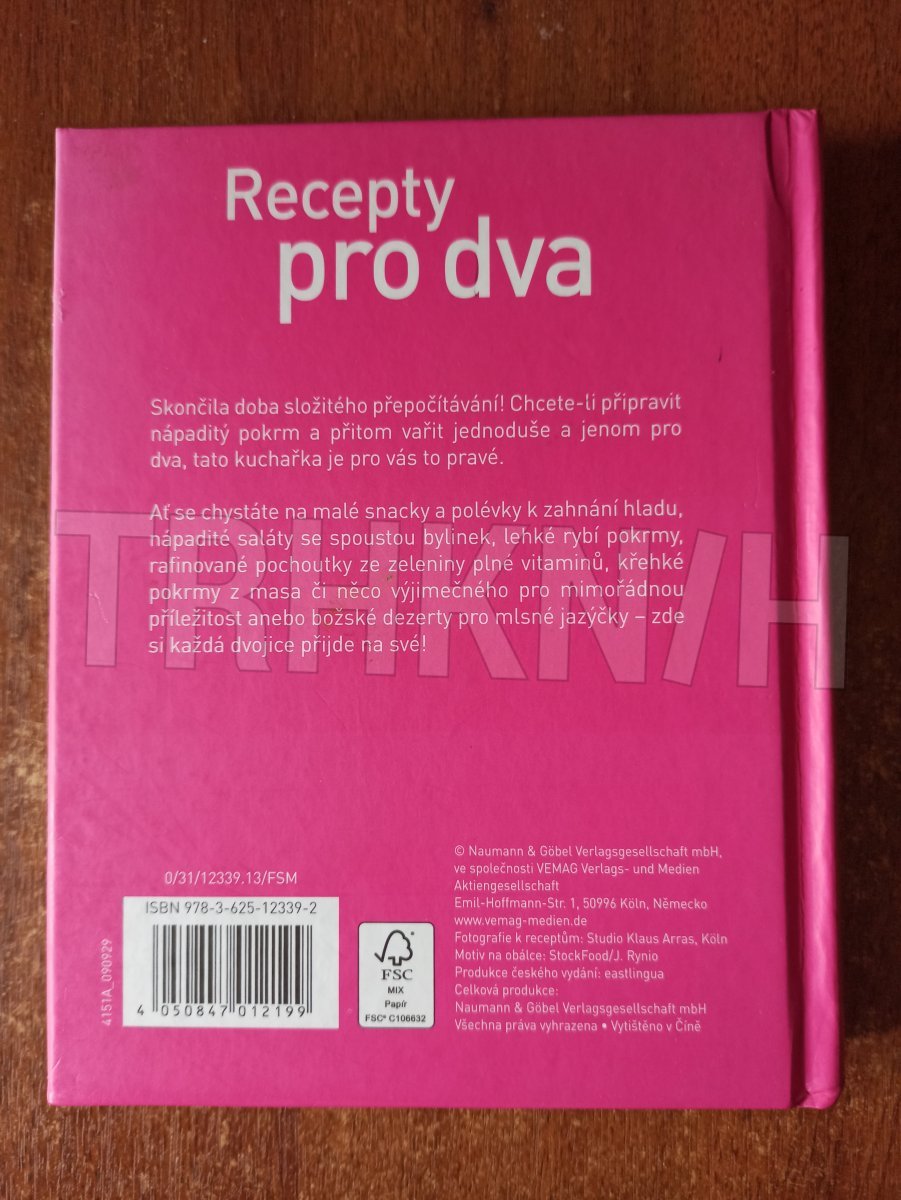 Recepty
pro dva
Skončila doba složitého přepočítávání! Chcete-li připravit
nápaditý pokrm a přitom vařit jednoduše a jenom pro
dva, tato kuchařka je pro vás to pravé.
Ať se chystáte na malé snacky a polévky k zahnání hladu,
nápadité saláty se spoustou bylinek, lehké rybí pokrmy,
rafinované pochoutky ze zeleniny plné vitaminů, křehké
pokrmy z masa či něco výjimečného pro mimořádnou
příležitost anebo božské dezerty pro mlsné jazýčky – zde
si každá dvojice přijde na své!
TRHKNIH
0/31/12339.13/FSM
ISBN 978-3-625-12339-2
4 050847 012199
4151A_090929
FSC
MIX
Papír
FSC® C106632
© Naumann & Göbel Verlagsgesellschaft mbH,
ve společnosti VEMAG Verlags- und Medien
Aktiengesellschaft
Emil-Hoffmann-Str. 1, 50996 Köln, Německo
www.vemag-medien.de
Fotografie k receptům: Studio Klaus Arras, Köln
Motiv na obálce: StockFood/J. Rynio
Produkce českého vydání: eastlingua
Celková produkce:
Naumann & Göbel Verlagsgesellschaft mbH
Všechna práva vyhrazena • Vytištěno v Číně